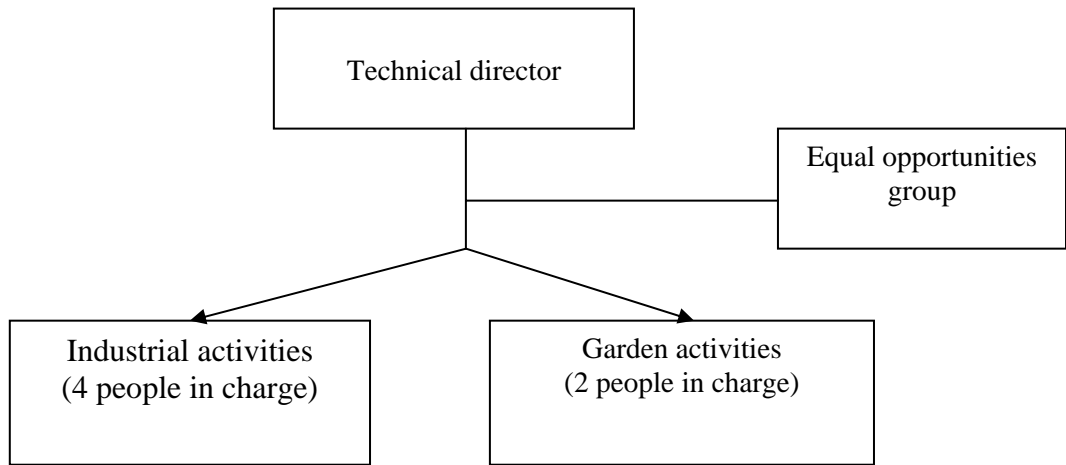 Technical director
Equal opportunities
group
Industrial activities
(4 people in charge)
Garden activities
(2 people in charge)